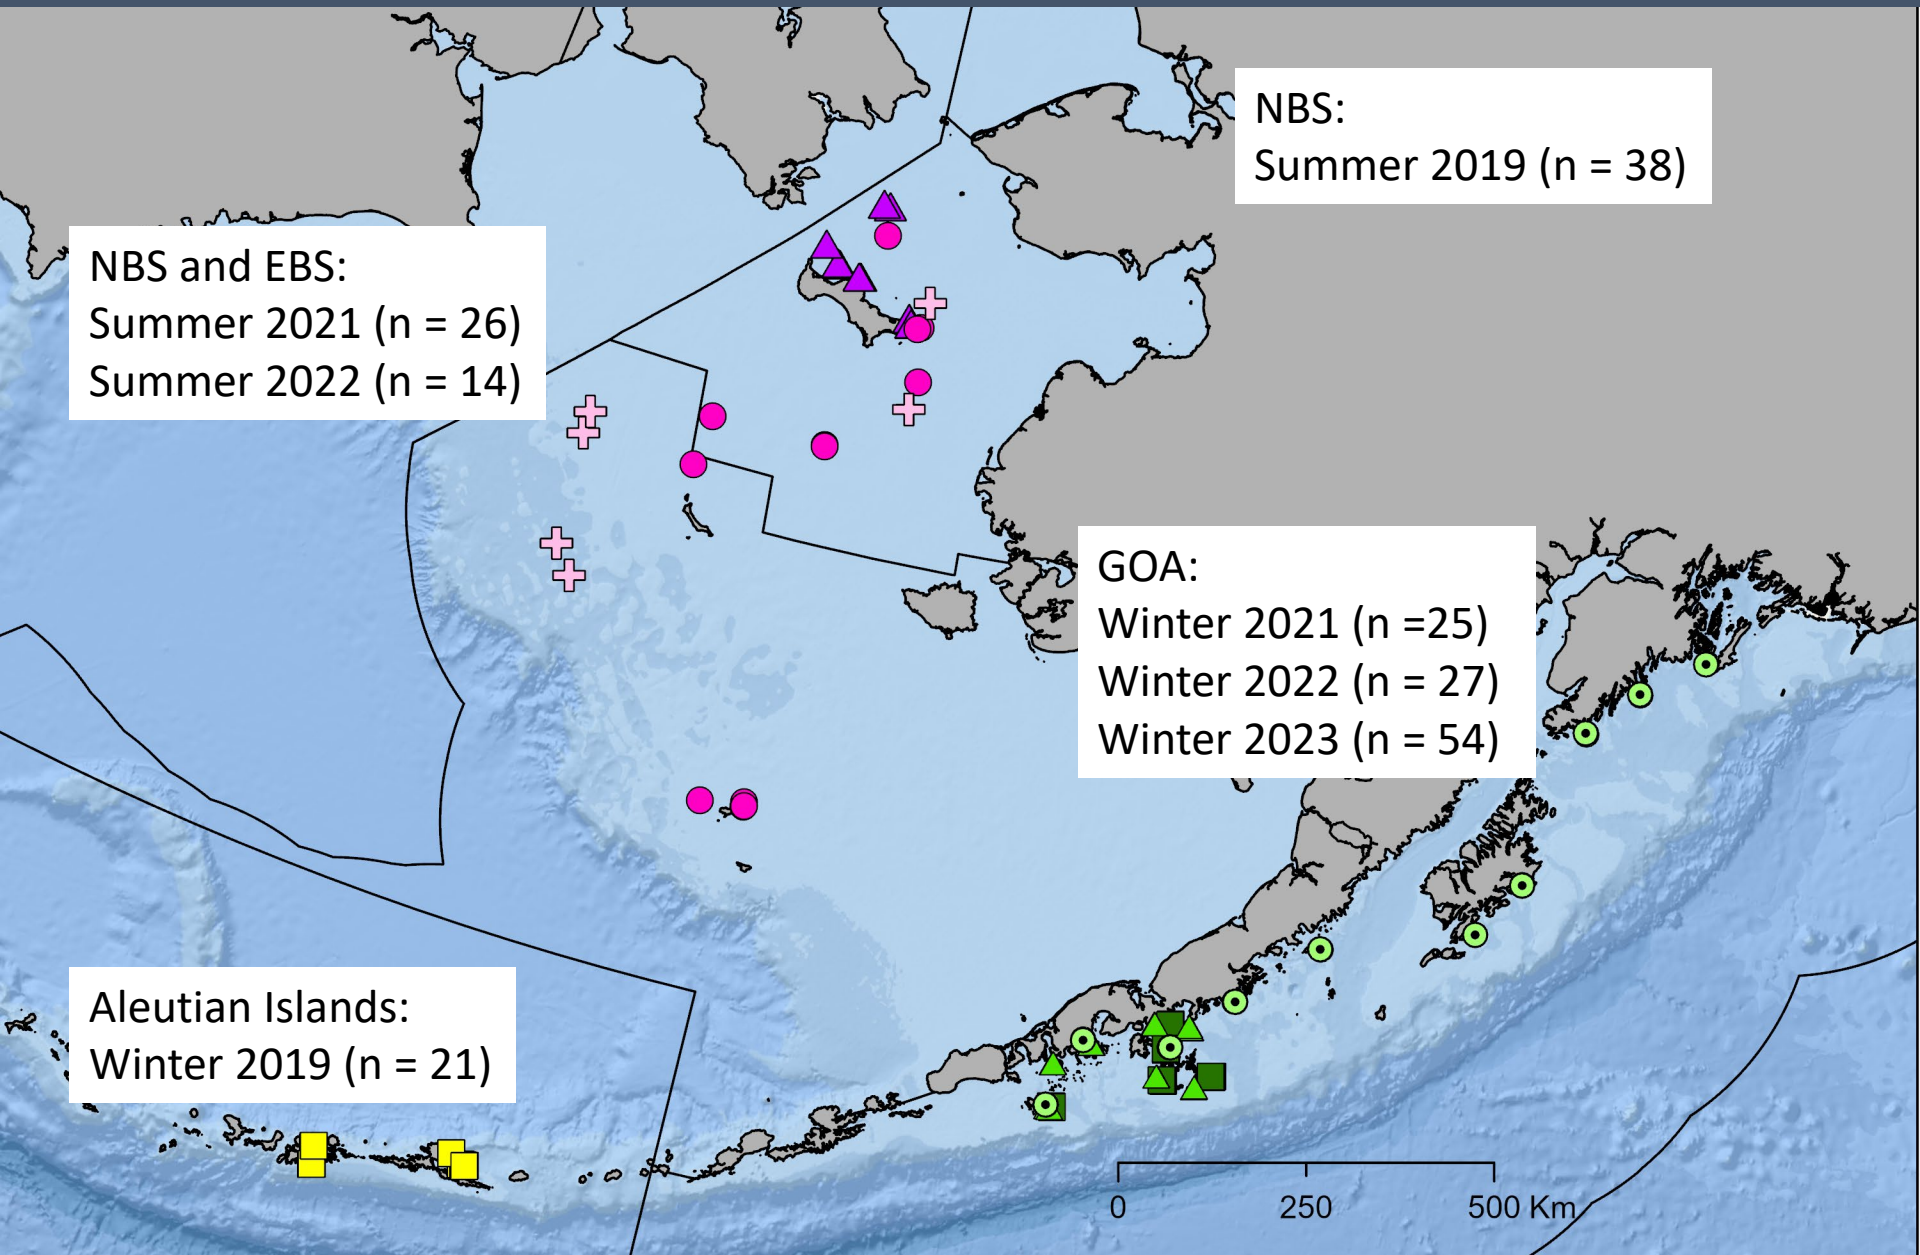 NBS:
Summer 2019 (n = 38)
NBS and EBS:
Summer 2021 (n = 26)
Summer 2022 (n = 14)
GOA:
Winter 2021 (n =25)
Winter 2022 (n = 27)
Winter 2023 (n = 54)
Aleutian Islands:
Winter 2019 (n = 21)
0 250 500 Km